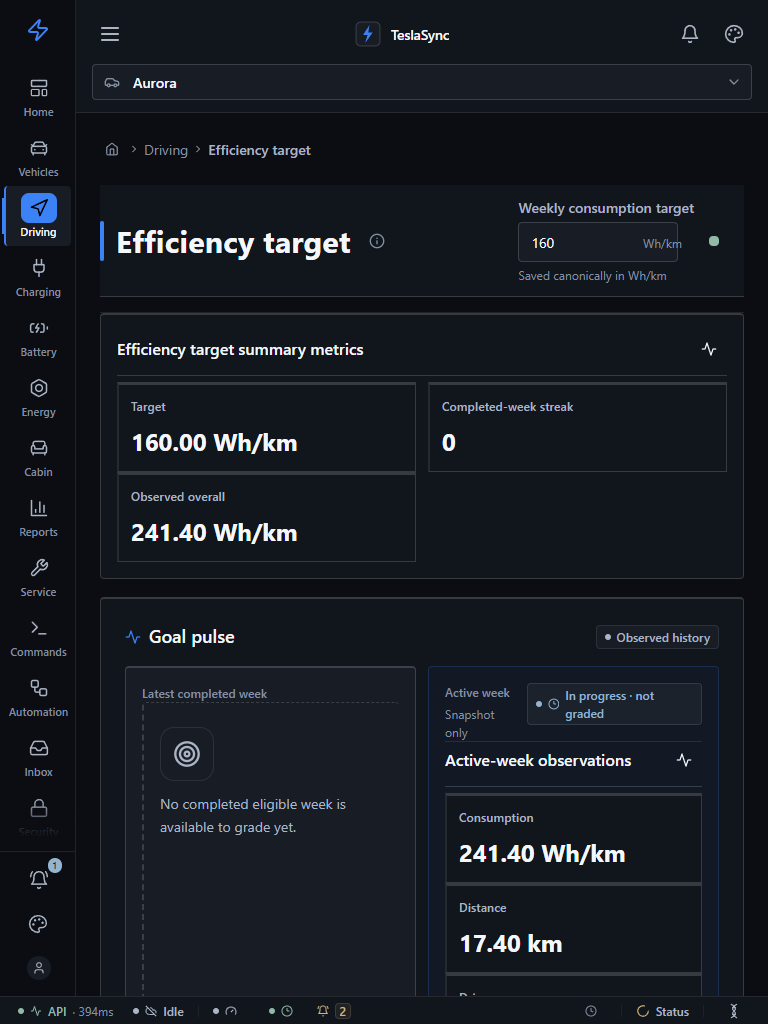 TeslaSync
Aurora
Home
Vehicles
Driving
Charging
Battery
Energy
Cabin
Reports
Service
Commands
Automation
Inbox
Security
1
Driving
Efficiency target
Efficiency target
Weekly consumption target
160 Wh/km
Saved canonically in Wh/km
Efficiency target summary metrics
Target
160.00 Wh/km
Completed-week streak
0
Observed overall
241.40 Wh/km
Goal pulse
Observed history
Latest completed week
No completed eligible week is
available to grade yet.
Active week
Snapshot
only
In progress · not
graded
Active-week observations
Consumption
241.40 Wh/km
Distance
17.40 km
API · 394ms
Idle
2
Status